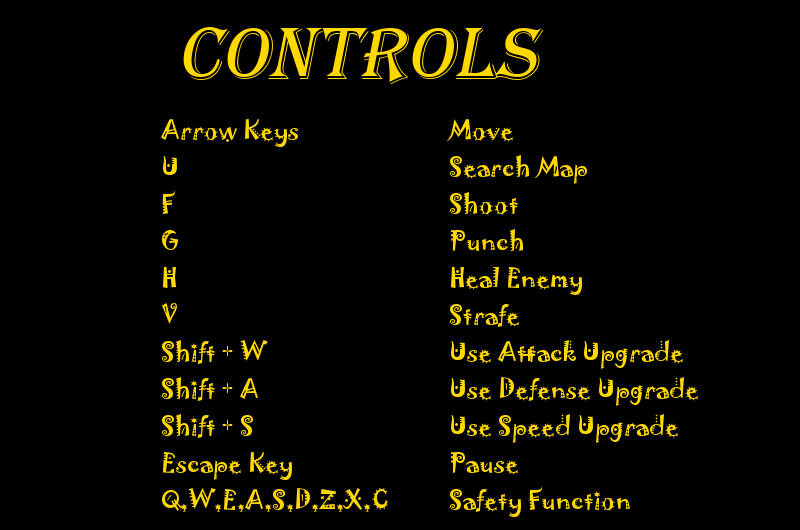 CONTROLS
Arrow Keys Move
U Search Map
F Shoot
G Punch
H Heal Enemy
V Strafe
Shift + W Use Attack Upgrade
Shift + A Use Defense Upgrade
Shift + S Use Speed Upgrade
Escape Key Pause
Q,W,E,A,S,D,Z,X,C Safety Function